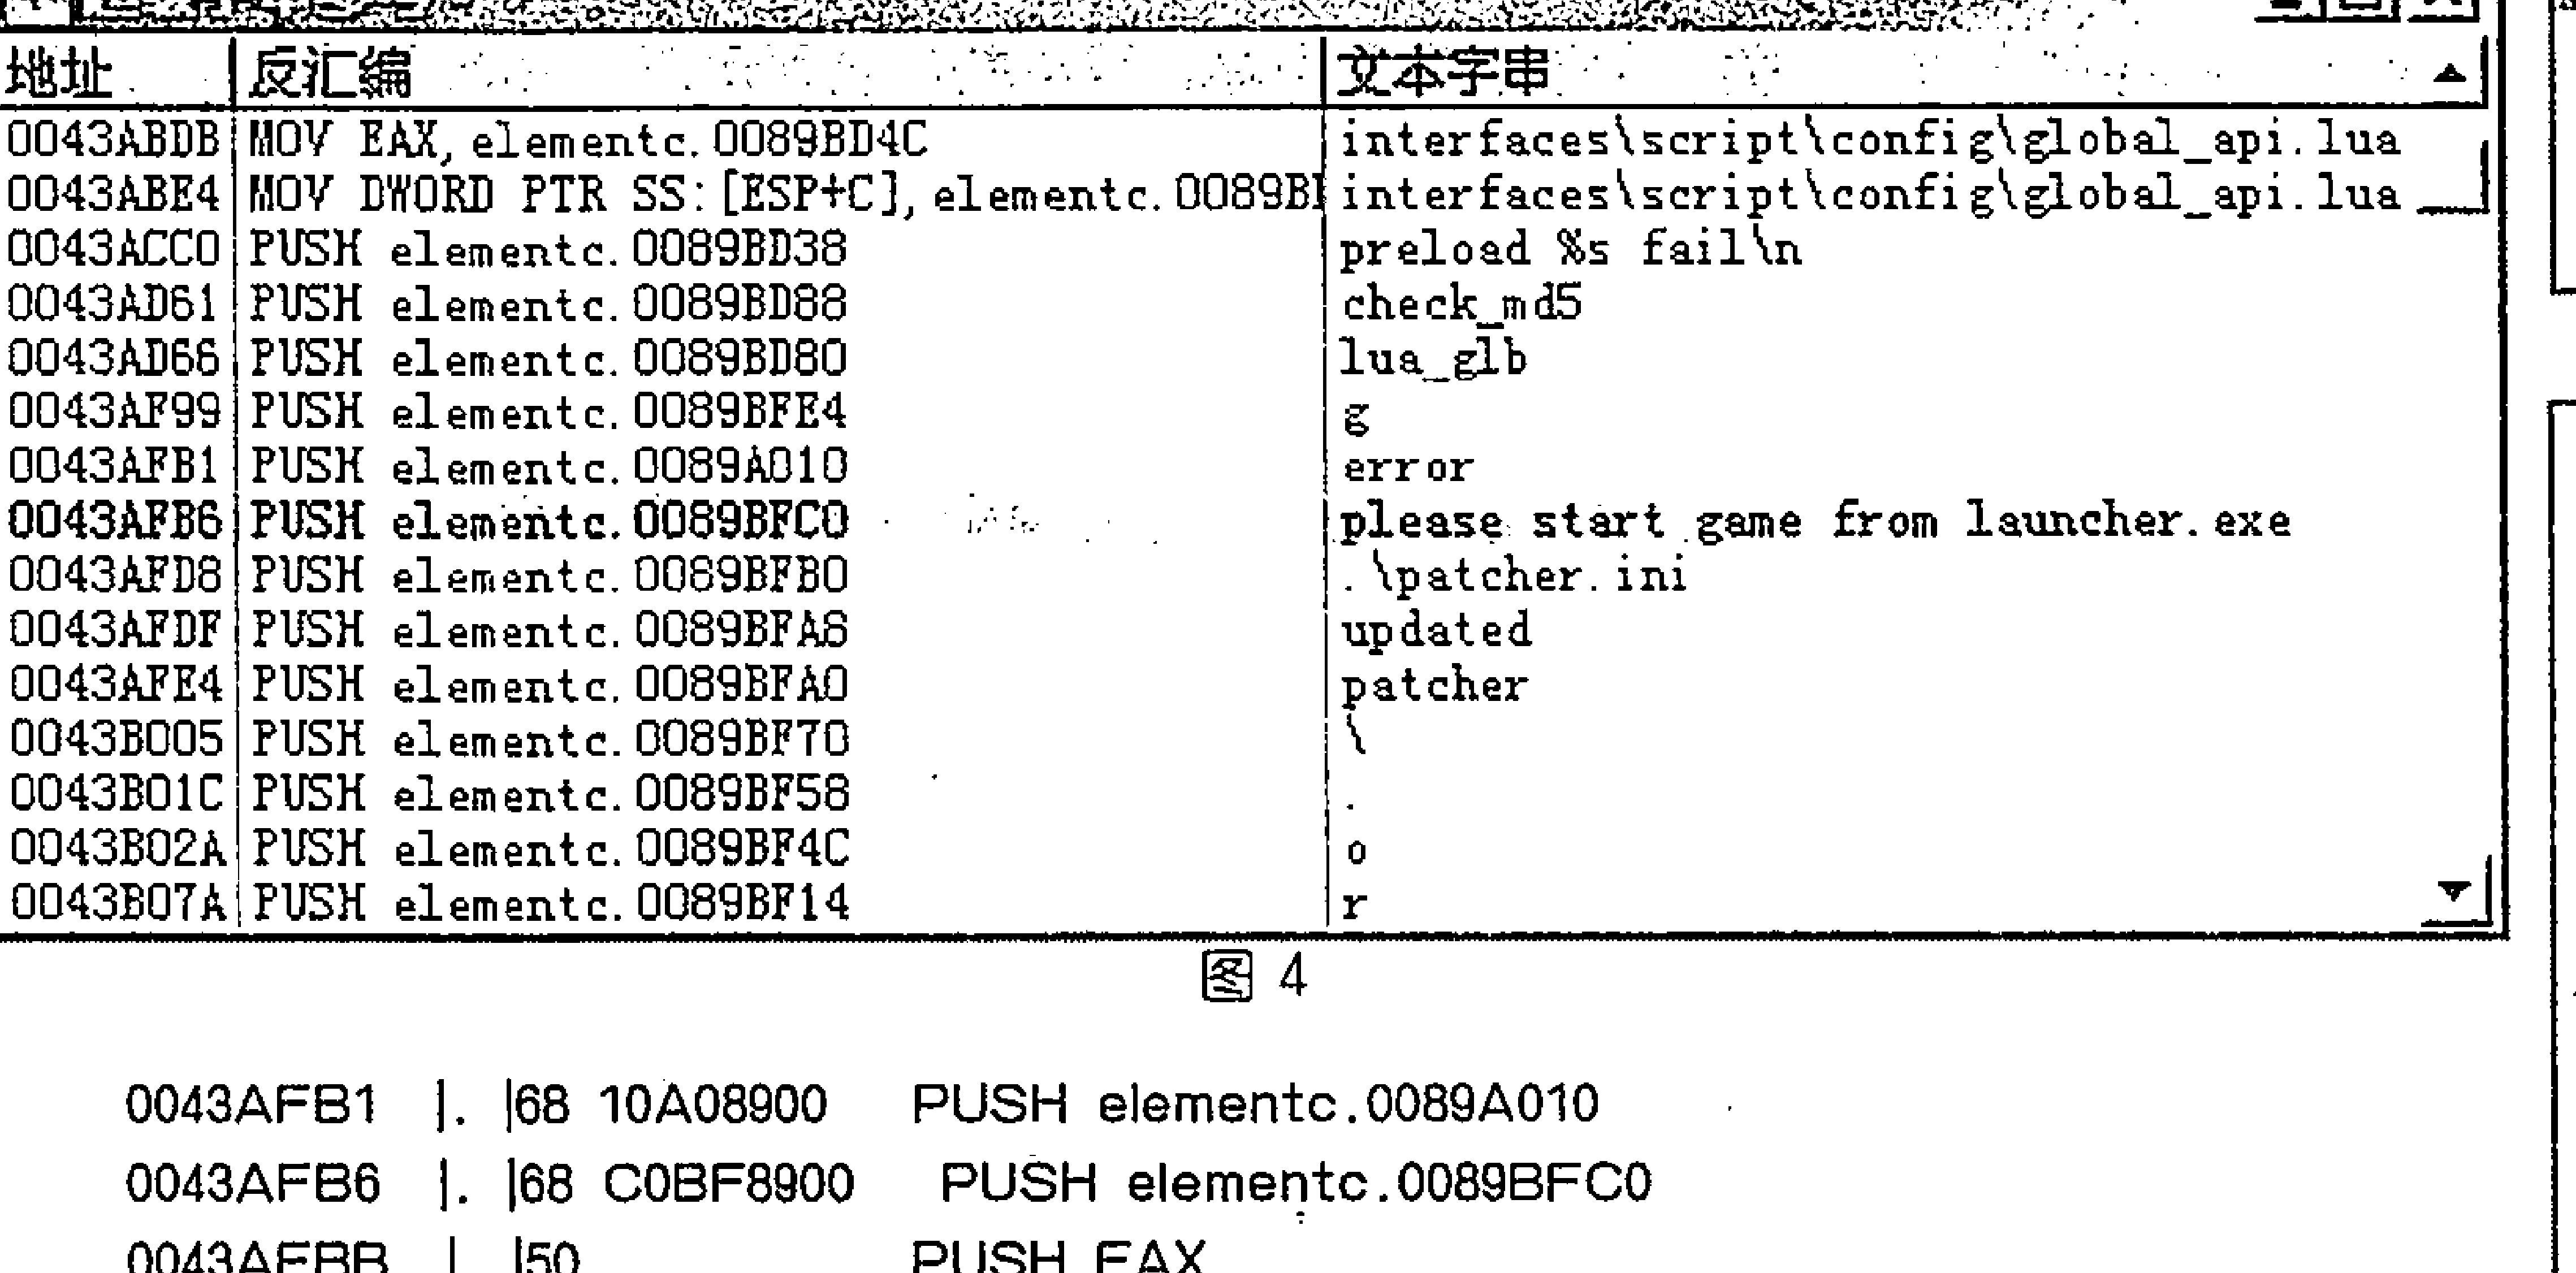 地址 反汇编 文本字串
0043ABDB MOV EAX, elementc.0089BD4C interfaces\script\config\global_api.lua
0043ABE4 MOV DWORD PTR SS:[ESP+C], elementc.0089B interfaces\script\config\global_api.lua
0043ACC0 PUSH elementc.0089BD38 preload %s fail\n
0043AD61 PUSH elementc.0089BD88 check_md5
0043AD66 PUSH elementc.0089BD80 lua_glb
0043AF99 PUSH elementc.0089BFE4 g
0043AFB1 PUSH elementc.0089A010 error
0043AFB6 PUSH elementc.0089BFC0 please start game from launcher.exe
0043AFD8 PUSH elementc.0089BFB0 .\patcher.ini
0043AFDF PUSH elementc.0089BFA8 updated
0043AFE4 PUSH elementc.0089BFA0 patcher
0043B005 PUSH elementc.0089BF70 \
0043B01C PUSH elementc.0089BF58 .
0043B02A PUSH elementc.0089BF4C o
0043B07A PUSH elementc.0089BF14 r
图 4
0043AFB1 |. |68 10A08900 PUSH elementc.0089A010
0043AFB6 |. |68 C0BF8900 PUSH elementc.0089BFC0
0043AFBB | |50 PUSH EAX